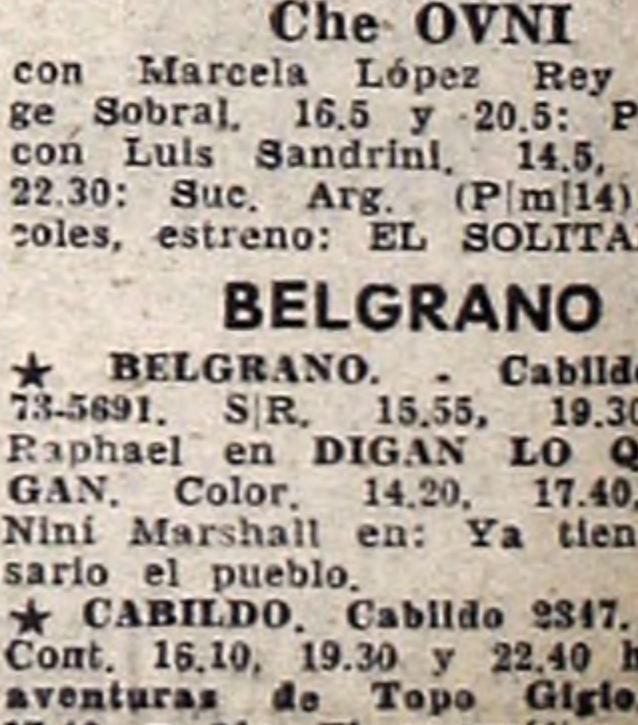 Che OVNI
con Marcela López Rey
ge Sobral. 16.5 y 20.5: P
con Luis Sandrini. 14.5,
22.30: Suc. Arg. (P|m|14)
coles, estreno: EL SOLITA
BELGRANO
★ BELGRANO. - Cabildo
73-5691. S|R. 15.55, 19.30
Raphael en DIGAN LO Q
GAN. Color. 14.20, 17.40,
Niní Marshall en: Ya tien
sario el pueblo.
★ CABILDO. Cabildo 2847.
Cont. 16.10, 19.30 y 22.40 h
aventuras de Topo Gigio